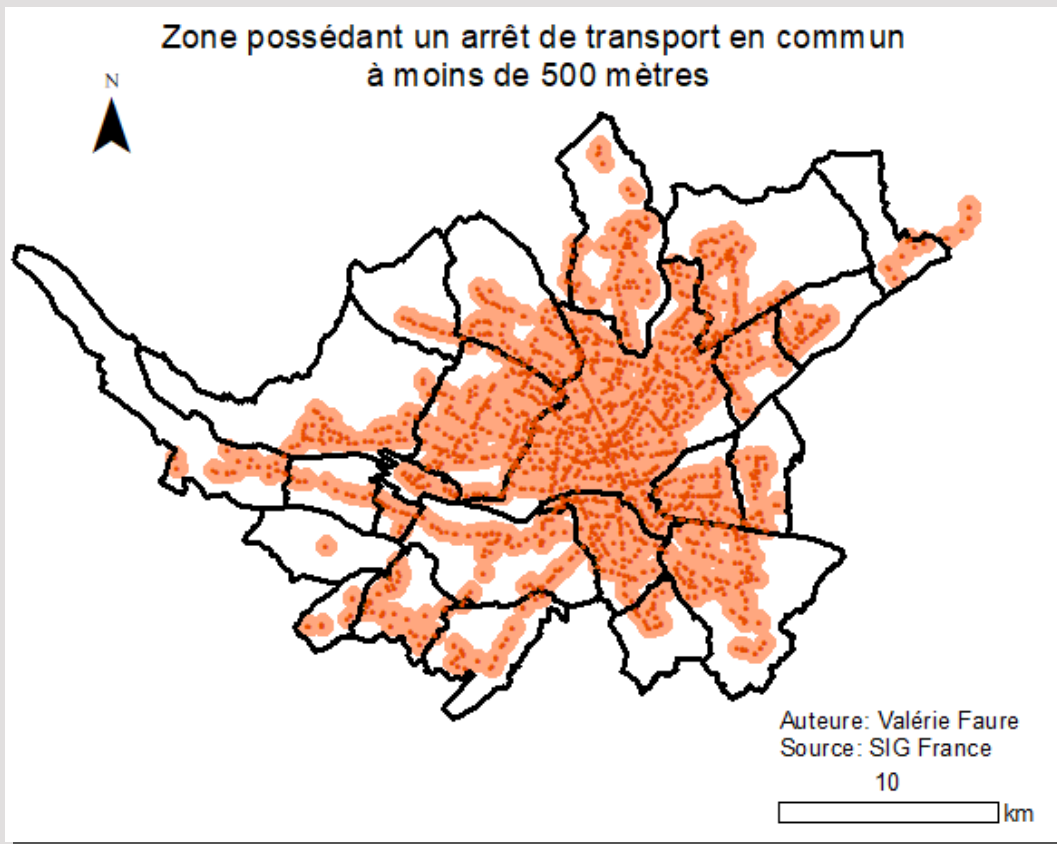 Zone possédant un arrêt de transport en commun
à moins de 500 mètres
N
Auteure: Valérie Faure
Source: SIG France
10
km